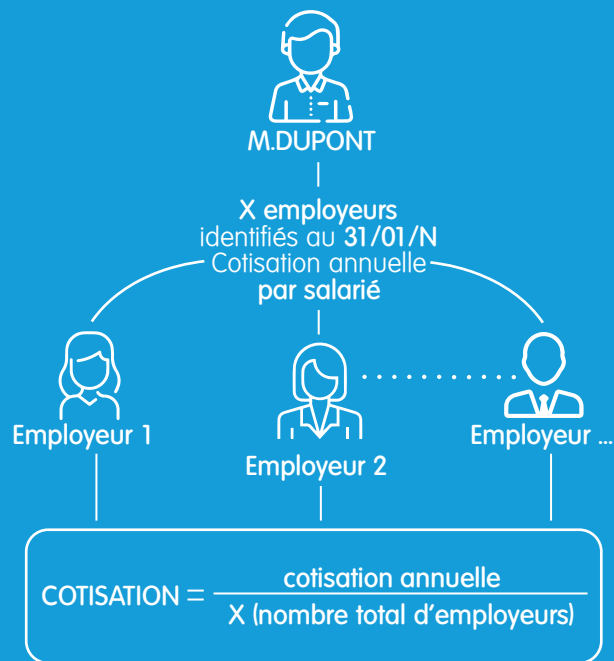 M.DUPONT
X employeurs
identifiés au 31/01/N
Cotisation annuelle
par salarié
Employeur 1
Employeur 2
Employeur ...
COTISATION = cotisation annuelle
X (nombre total d'employeurs)